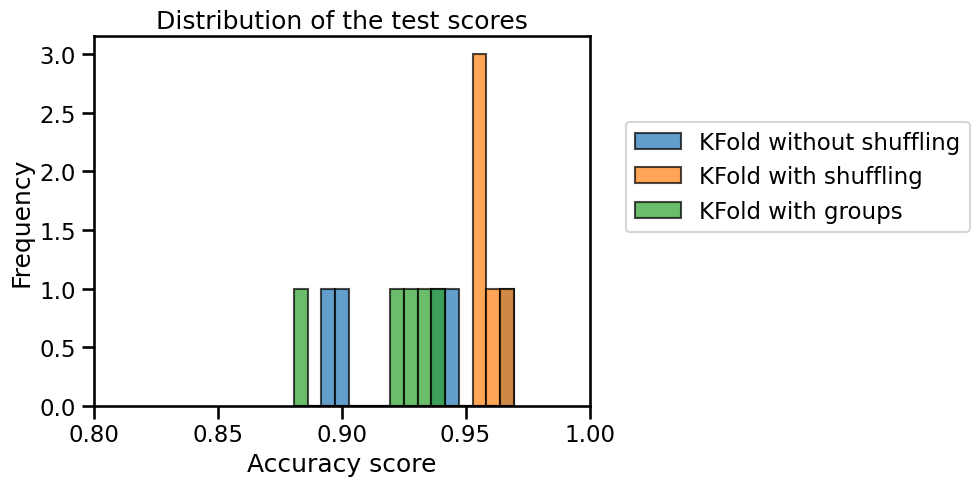 Distribution of the test scores
Frequency
3.0
2.5
2.0
1.5
1.0
0.5
0.0
0.80 0.85 0.90 0.95 1.00
Accuracy score
KFold without shuffling
KFold with shuffling
KFold with groups